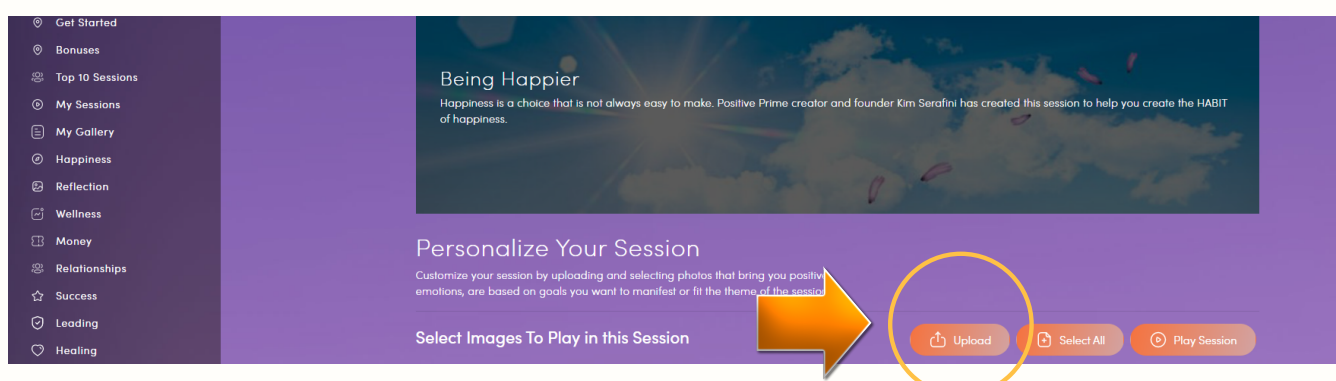 Get Started
Bonuses
Top 10 Sessions
My Sessions
My Gallery
Happiness
Reflection
Wellness
Money
Relationships
Success
Leading
Healing
Being Happier
Happiness is a choice that is not always easy to make. Positive Prime creator and founder Kim Serafini has created this session to help you create the HABIT
of happiness.
Personalize Your Session
Customize your session by uploading and selecting photos that bring you positive
emotions, are based on goals you want to manifest or fit the theme of the session
Select Images To Play in this Session
Upload
Select All
Play Session